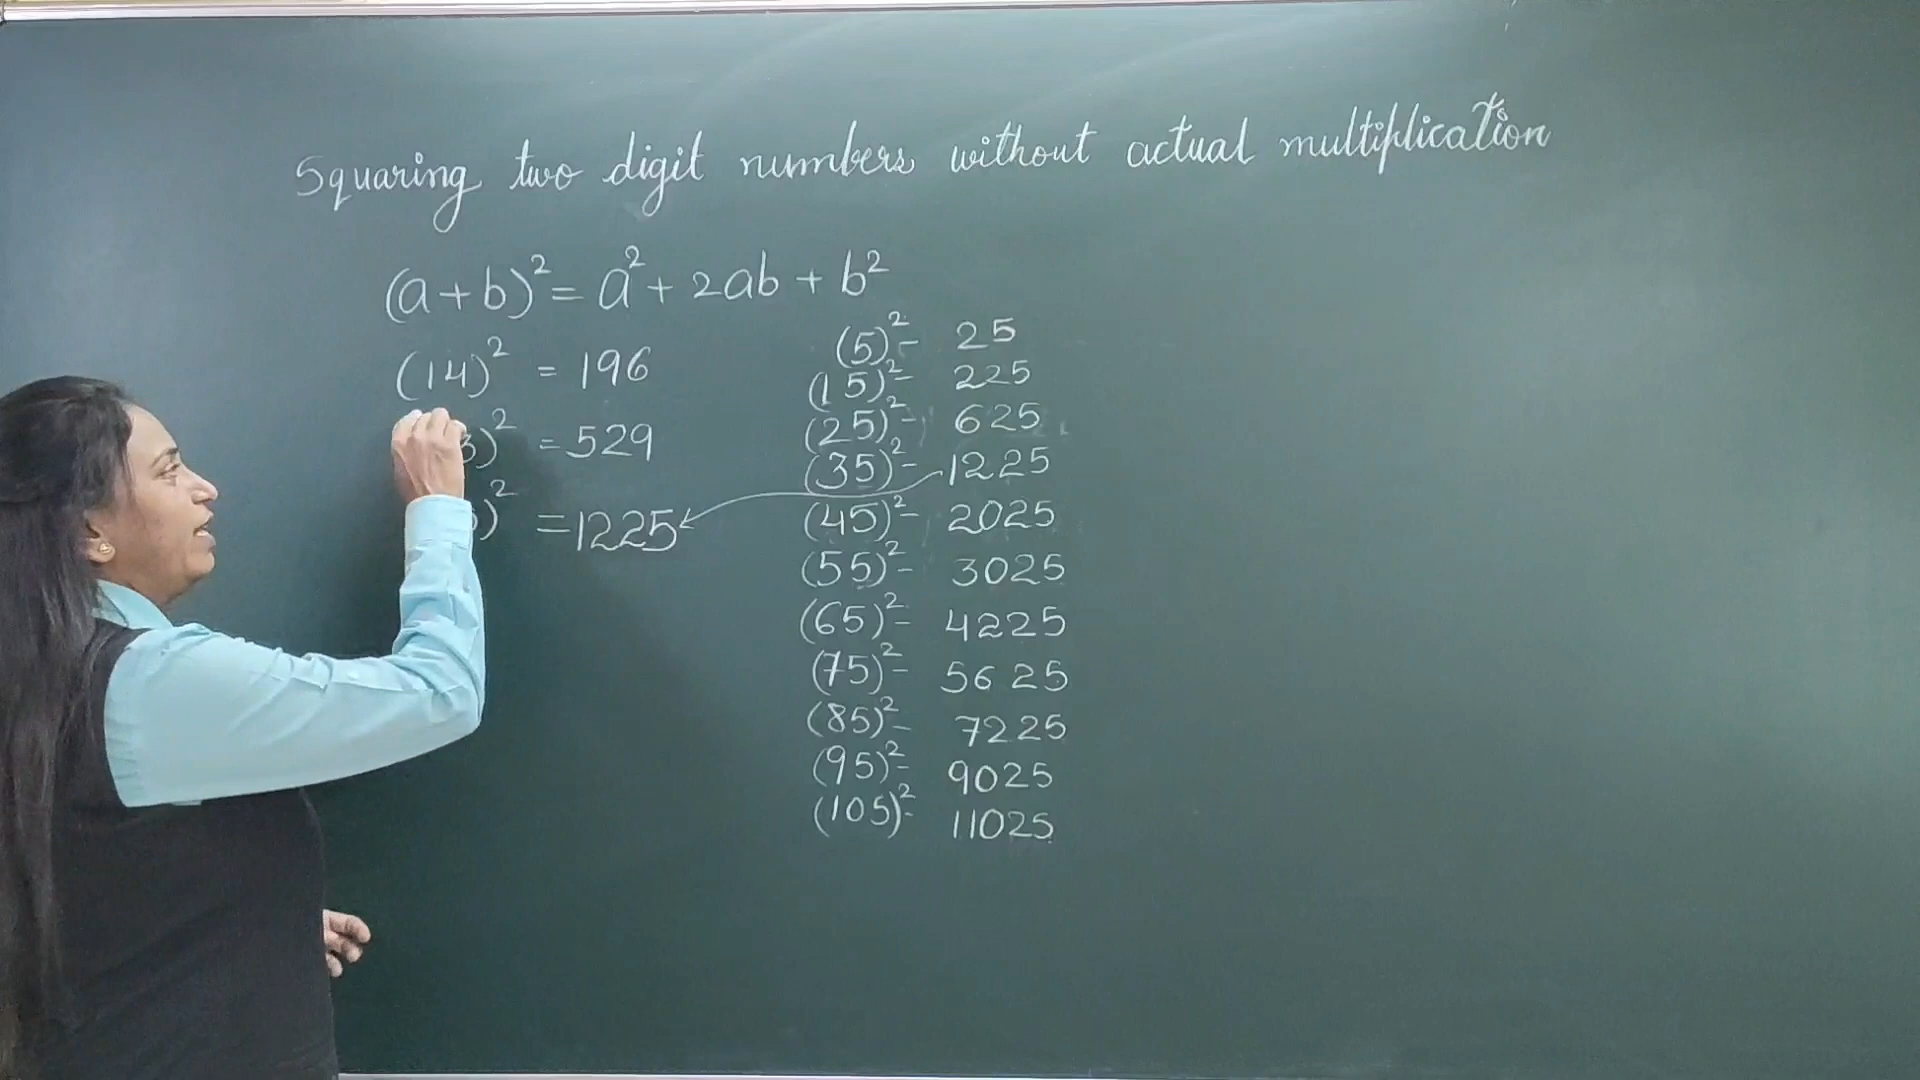 Squaring two digit numbers without actual multiplication
(a+b)² = a² + 2ab + b²
(14)² = 196
3)² = 529
)² = 1225
(5)² - 25
(15)² - 225
(25)² - 625
(35)² - 1225
(45)² - 2025
(55)² - 3025
(65)² - 4225
(75)² - 5625
(85)² - 7225
(95)² - 9025
(105)² - 11025